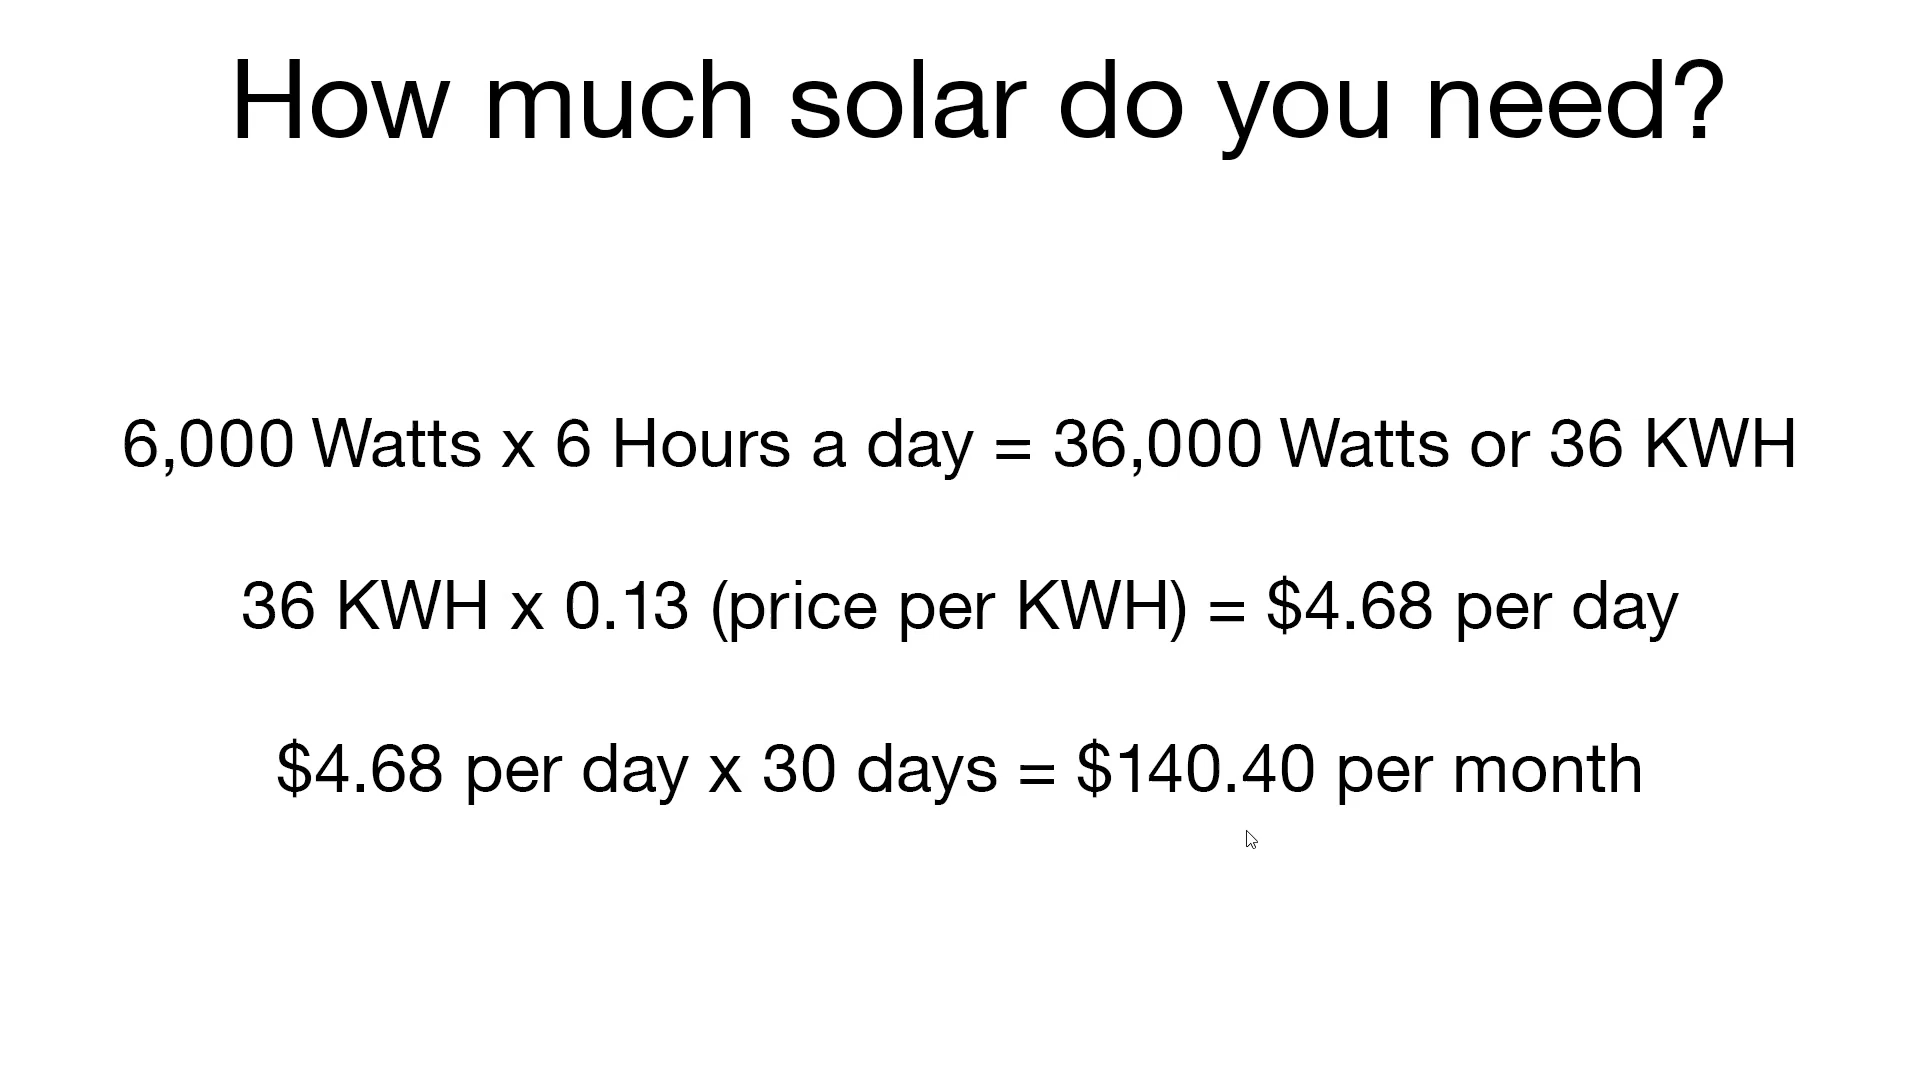 How much solar do you need?
6,000 Watts x 6 Hours a day = 36,000 Watts or 36 KWH
36 KWH x 0.13 (price per KWH) = $4.68 per day
$4.68 per day x 30 days = $140.40 per month